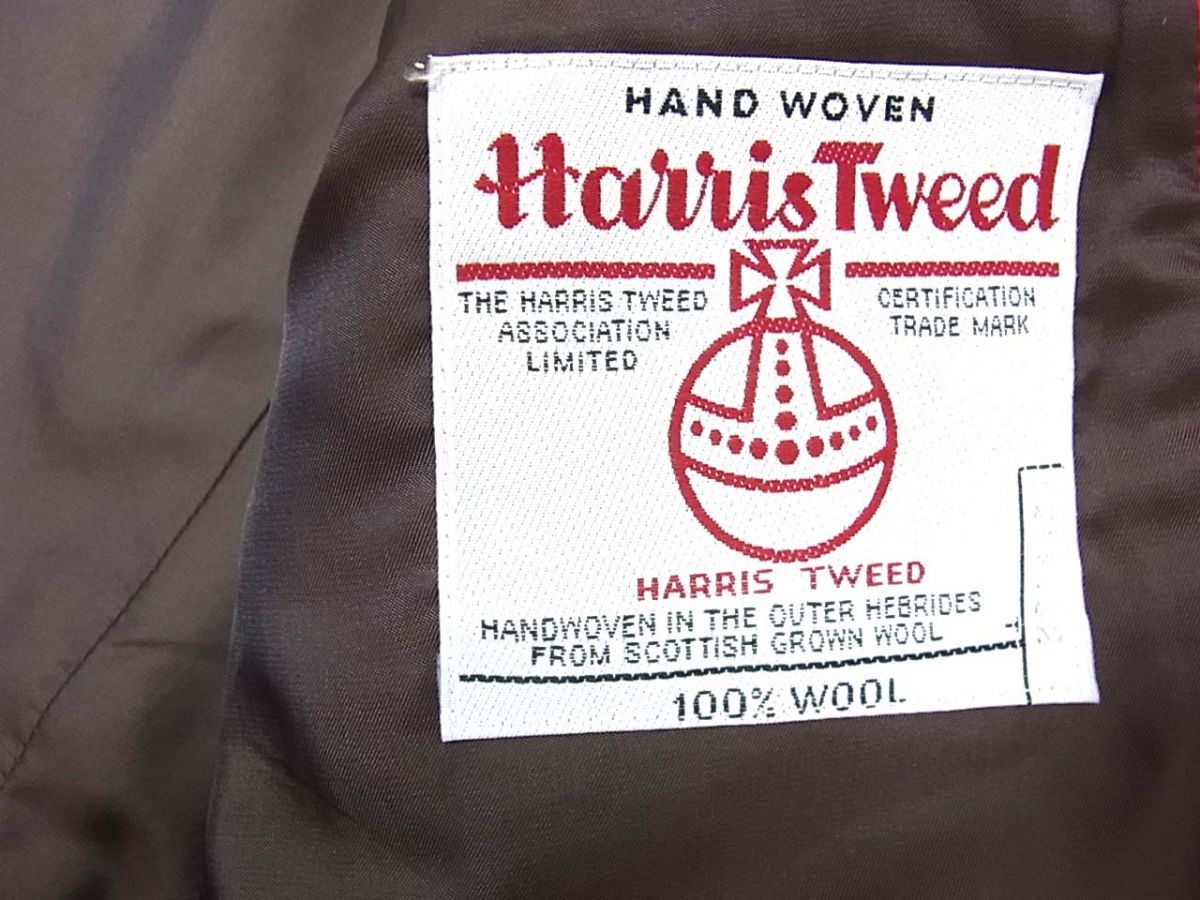 HAND WOVEN
Harris Tweed
THE HARRIS TWEED
ASSOCIATION
LIMITED
CERTIFICATION
TRADE MARK
HARRIS TWEED
HANDWOVEN IN THE OUTER HEBRIDES
FROM SCOTTISH GROWN WOOL
100% WOOL